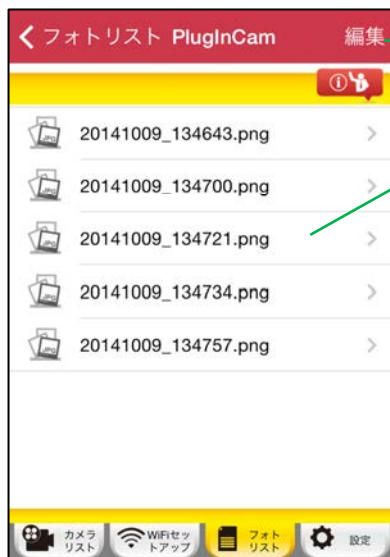 フォトリスト PlugInCam 編集
20141009_134643.png
20141009_134700.png
20141009_134721.png
20141009_134734.png
20141009_134757.png
カメラ
リスト
WiFiセッ
トアップ
フォト
リスト
設定